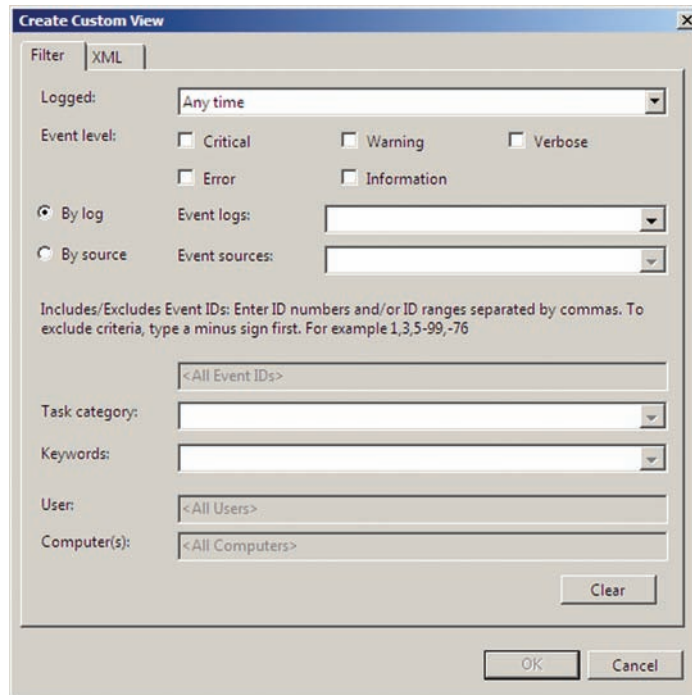 Create Custom View
Filter XML
Logged: Any time
Event level: Critical Warning Verbose
Error Information
By log Event logs:
By source Event sources:
Includes/Excludes Event IDs: Enter ID numbers and/or ID ranges separated by commas. To
exclude criteria, type a minus sign first. For example 1,3,5-99,-76
<All Event IDs>
Task category:
Keywords:
User: <All Users>
Computer(s): <All Computers>
Clear
OK Cancel